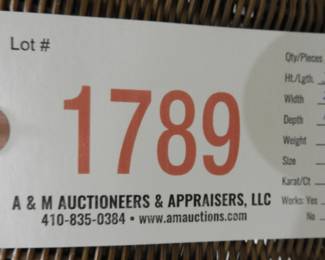 Lot #
1789
A & M AUCTIONEERS & APPRAISERS, LLC
410-835-0384 • www.amauctions.com
Qty/Pieces
Ht./Lgth.
Width
Depth
Weight
Size
Karat/Ct
Works: Yes
No